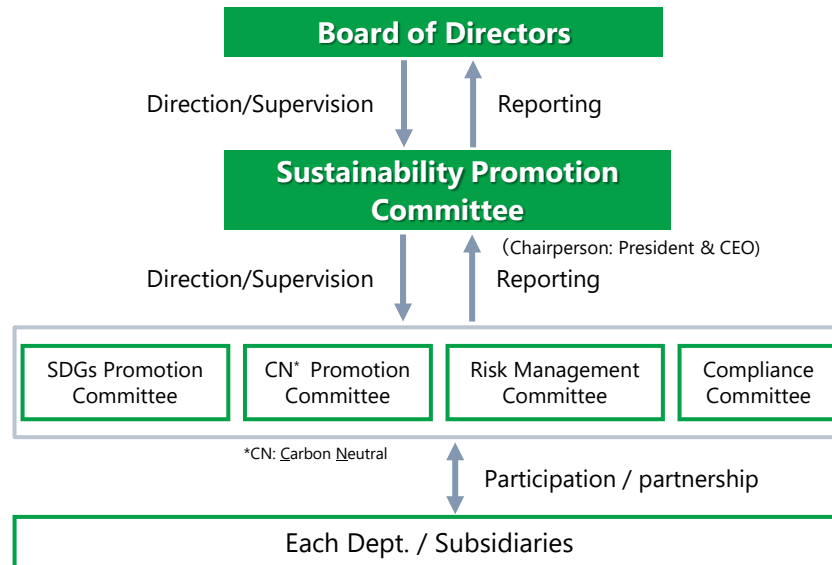 Board of Directors
Direction/Supervision
Reporting
Sustainability Promotion
Committee
（Chairperson: President & CEO)
Direction/Supervision
Reporting
SDGs Promotion
Committee
CN* Promotion
Committee
Risk Management
Committee
Compliance
Committee
*CN: Carbon Neutral
Participation / partnership
Each Dept. / Subsidiaries